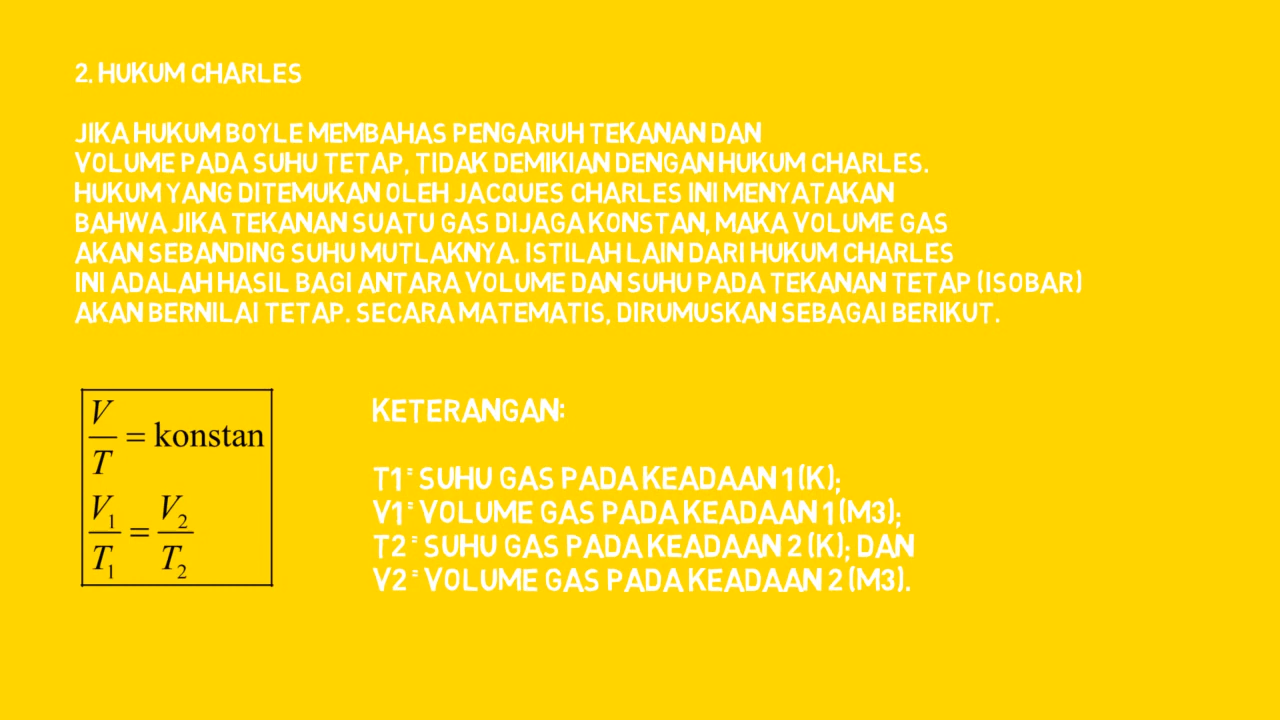 2. HUKUM CHARLES
JIKA HUKUM BOYLE MEMBAHAS PENGARUH TEKANAN DAN
VOLUME PADA SUHU TETAP, TIDAK DEMIKIAN DENGAN HUKUM CHARLES.
HUKUM YANG DITEMUKAN OLEH JACQUES CHARLES INI MENYATAKAN
BAHWA JIKA TEKANAN SUATU GAS DIJAGA KONSTAN, MAKA VOLUME GAS
AKAN SEBANDING SUHU MUTLAKNYA. ISTILAH LAIN DARI HUKUM CHARLES
INI ADALAH HASIL BAGI ANTARA VOLUME DAN SUHU PADA TEKANAN TETAP (ISOBAR)
AKAN BERNILAI TETAP. SECARA MATEMATIS, DIRUMUSKAN SEBAGAI BERIKUT.
V/T = konstan
V₁/T₁ = V₂/T₂
KETERANGAN:
T1 = SUHU GAS PADA KEADAAN 1 (K);
V1 = VOLUME GAS PADA KEADAAN 1 (M3);
T2 = SUHU GAS PADA KEADAAN 2 (K); DAN
V2 = VOLUME GAS PADA KEADAAN 2 (M3).